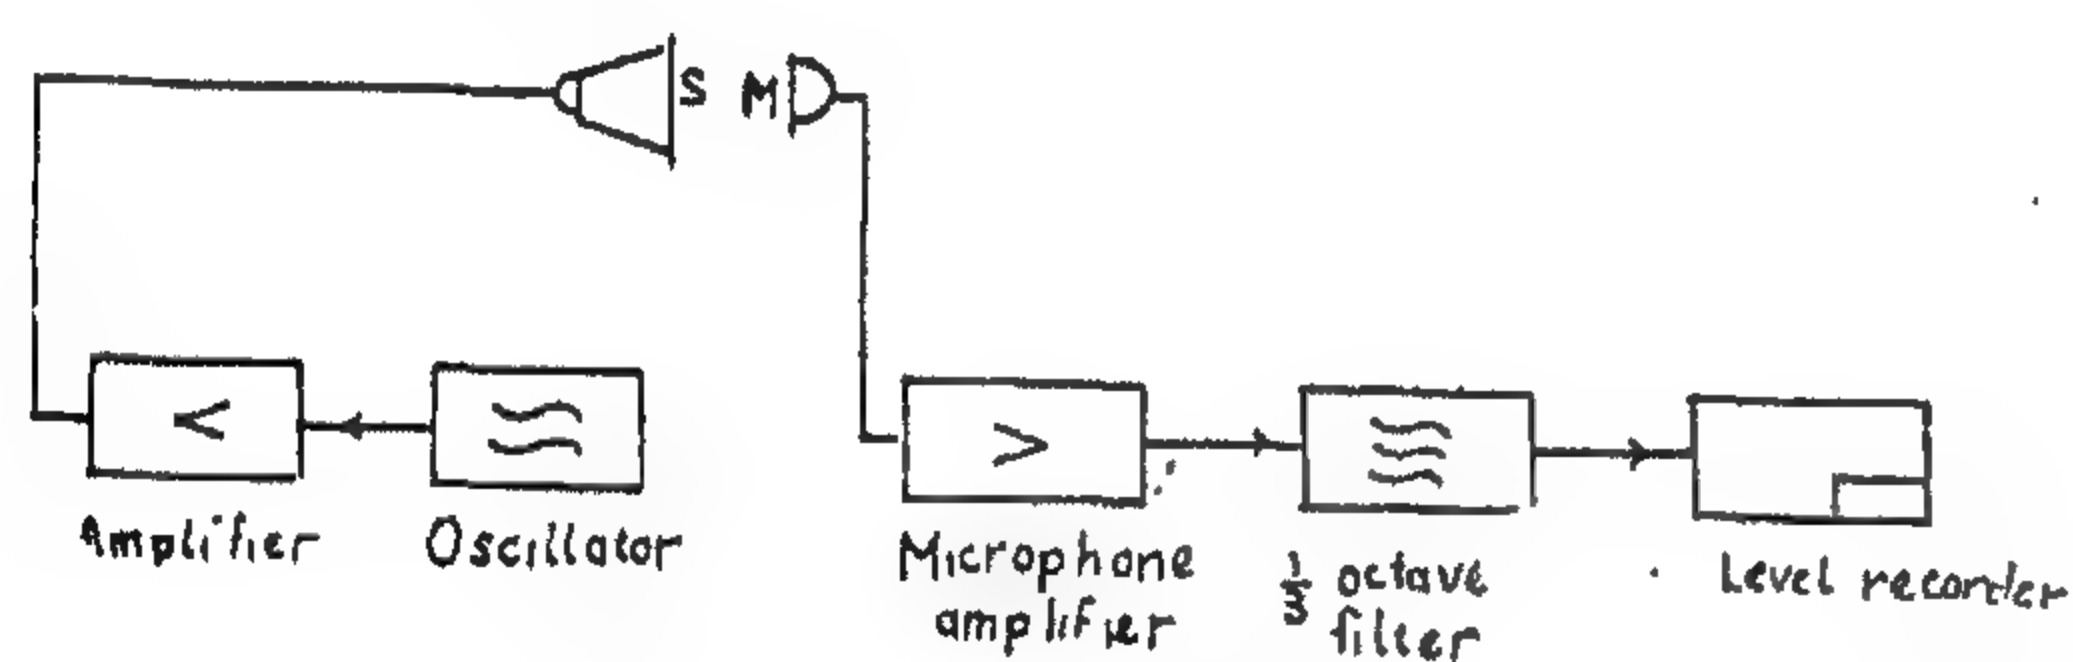 S M
< ≈
>
Amplifier Oscillator
Microphone
amplifier
1/3 octave
filter
Level recorder